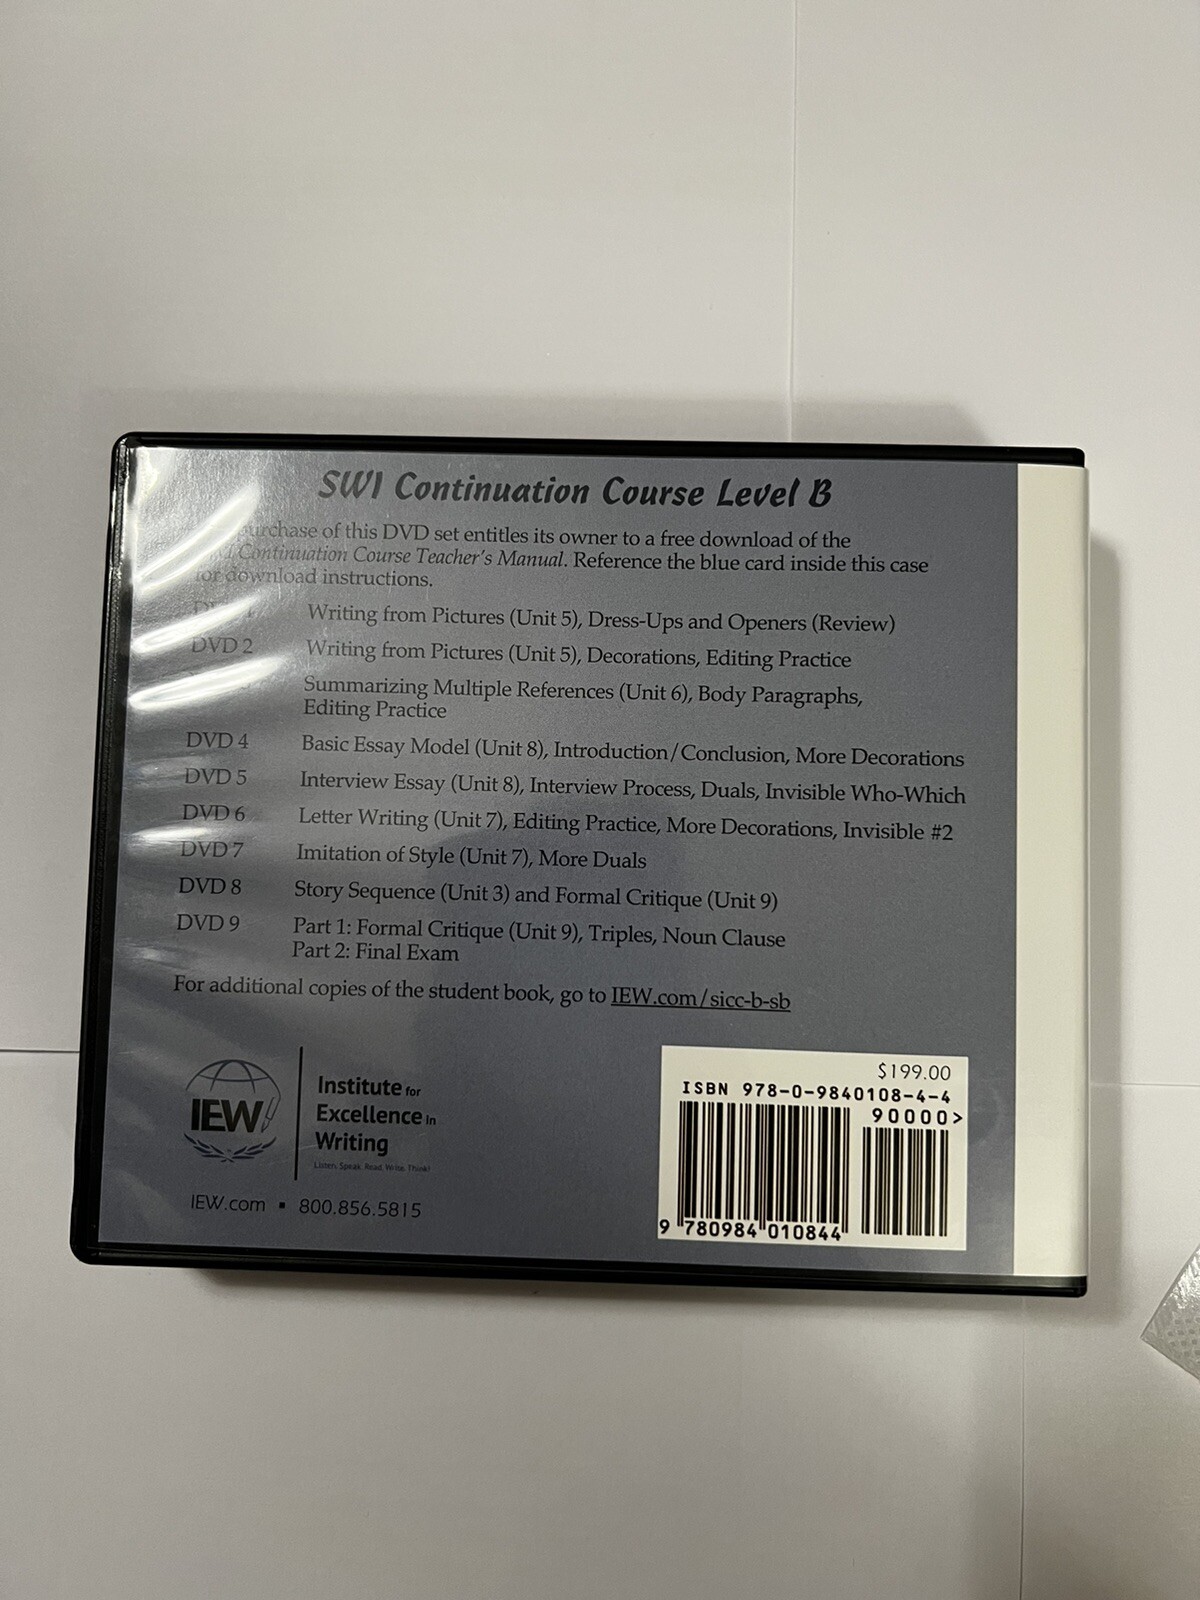 SWI Continuation Course Level B
purchase of this DVD set entitles its owner to a free download of the
Continuation Course Teacher's Manual. Reference the blue card inside this case
for download instructions.
Writing from Pictures (Unit 5), Dress-Ups and Openers (Review)
DVD 2 Writing from Pictures (Unit 5), Decorations, Editing Practice
Summarizing Multiple References (Unit 6), Body Paragraphs,
Editing Practice
DVD 4 Basic Essay Model (Unit 8), Introduction/Conclusion, More Decorations
DVD 5 Interview Essay (Unit 8), Interview Process, Duals, Invisible Who-Which
DVD 6 Letter Writing (Unit 7), Editing Practice, More Decorations, Invisible #2
DVD 7 Imitation of Style (Unit 7), More Duals
DVD 8 Story Sequence (Unit 3) and Formal Critique (Unit 9)
DVD 9 Part 1: Formal Critique (Unit 9), Triples, Noun Clause
Part 2: Final Exam
For additional copies of the student book, go to IEW.com/sicc-b-sb
IEW
Institute for
Excellence in
Writing
Listen. Speak. Read. Write. Think!
IEW.com ▪ 800.856.5815
$199.00
ISBN 978-0-9840108-4-4
90000>
9 780984 010844